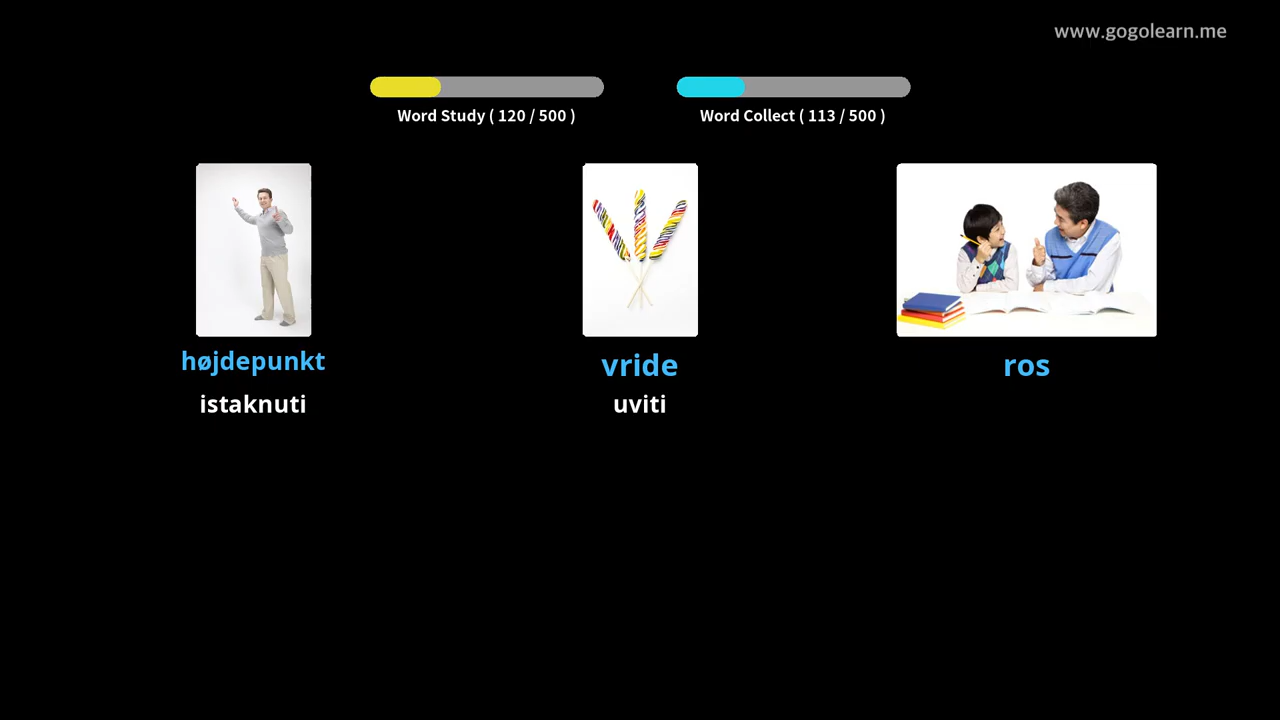 www.gogolearn.me
Word Study ( 120 / 500 )
Word Collect ( 113 / 500 )
højdepunkt
vride
ros
istaknuti
uviti